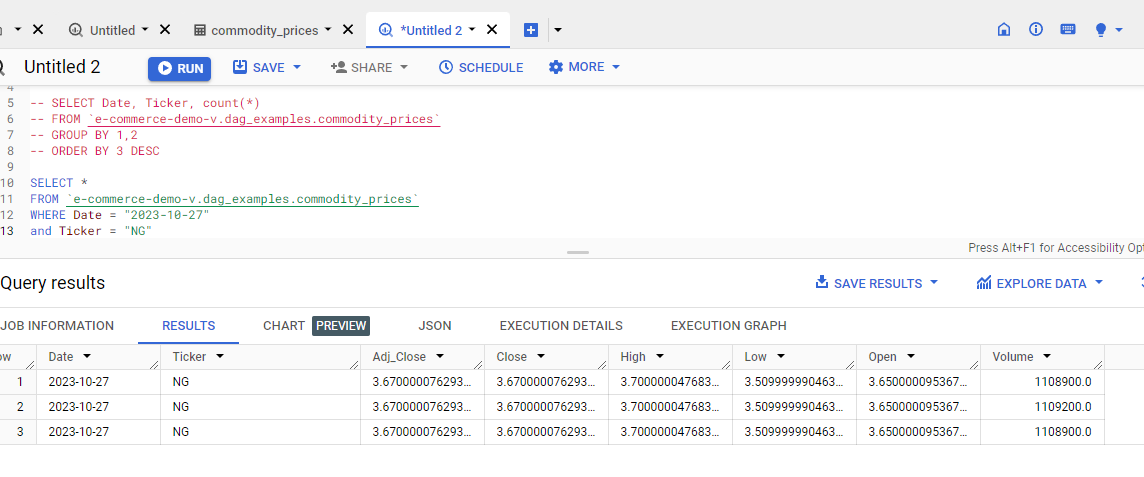 Untitled commodity_prices *Untitled 2
Untitled 2 RUN SAVE SHARE SCHEDULE MORE
4
5 -- SELECT Date, Ticker, count(*)
6 -- FROM `e-commerce-demo-v.dag_examples.commodity_prices`
7 -- GROUP BY 1,2
8 -- ORDER BY 3 DESC
9
10 SELECT *
11 FROM `e-commerce-demo-v.dag_examples.commodity_prices`
12 WHERE Date = "2023-10-27"
13 and Ticker = "NG"
Press Alt+F1 for Accessibility Opt
Query results SAVE RESULTS EXPLORE DATA
JOB INFORMATION RESULTS CHART PREVIEW JSON EXECUTION DETAILS EXECUTION GRAPH
ow Date Ticker Adj_Close Close High Low Open Volume
1 2023-10-27 NG 3.670000076293... 3.670000076293... 3.700000047683... 3.509999990463... 3.650000095367... 1108900.0
2 2023-10-27 NG 3.670000076293... 3.670000076293... 3.700000047683... 3.509999990463... 3.650000095367... 1109200.0
3 2023-10-27 NG 3.670000076293... 3.670000076293... 3.700000047683... 3.509999990463... 3.650000095367... 1108900.0